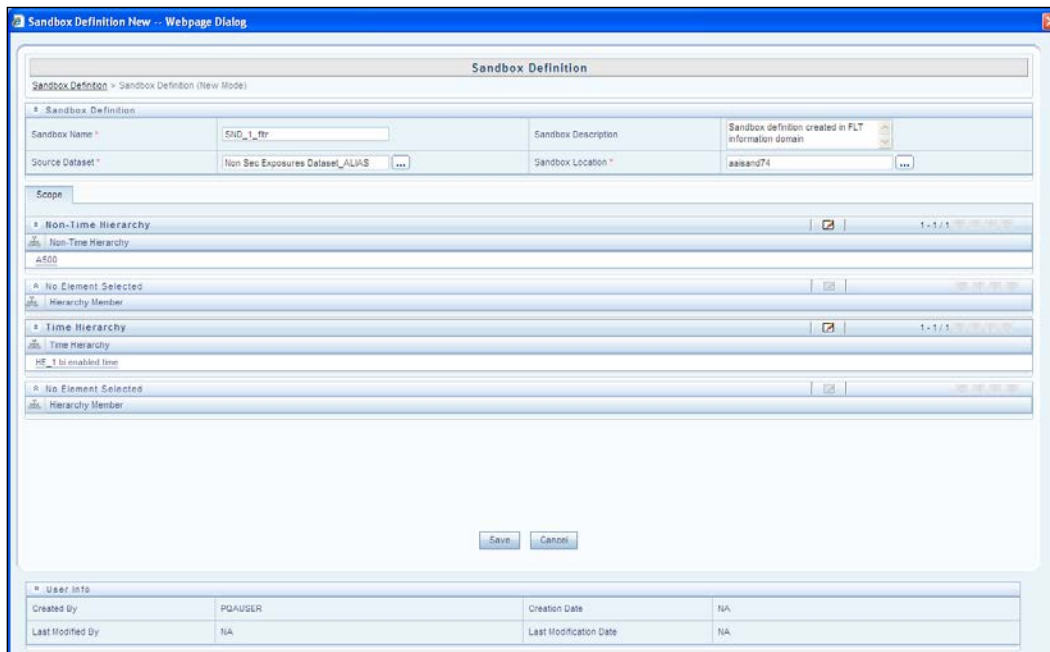 Sandbox Definition New -- Webpage Dialog
Sandbox Definition
Sandbox Definition > Sandbox Definition (New Mode)
Sandbox Definition
Sandbox Name * SND_1_fltr Sandbox Description Sandbox definition created in FLT
information domain
Source Dataset * Non Sec Exposures Dataset_ALIAS ... Sandbox Location * aaisand74 ...
Scope
Non-Time Hierarchy 1 - 1 / 1
Non-Time Hierarchy
A500
No Element Selected
Hierarchy Member
Time Hierarchy 1 - 1 / 1
Time Hierarchy
HE_1 bi enabled time
No Element Selected
Hierarchy Member
Save Cancel
User Info
Created By PQAUSER Creation Date NA
Last Modified By NA Last Modification Date NA